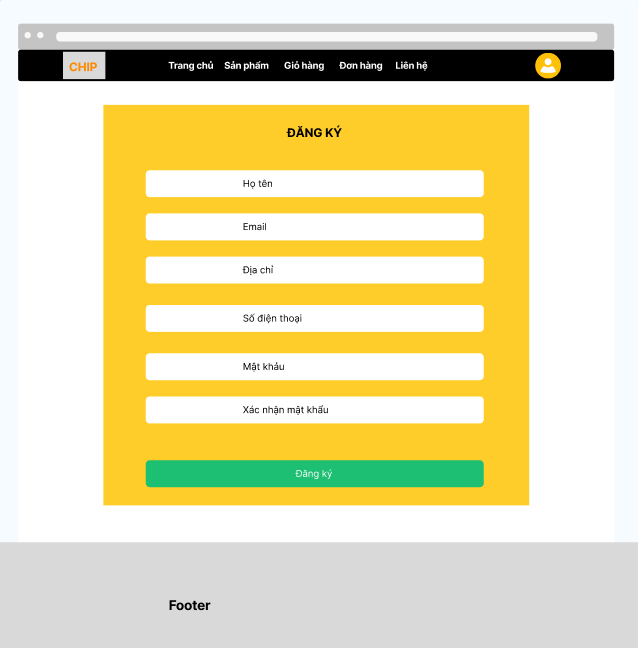 CHIP
Trang chủ Sản phẩm Giỏ hàng Đơn hàng Liên hệ
ĐĂNG KÝ
Họ tên
Email
Địa chỉ
Số điện thoại
Mật khảu
Xác nhận mật khẩu
Đăng ký
Footer